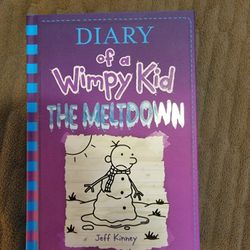 DIARY
of a
Wimpy Kid
THE MELTDOWN
Jeff Kinney